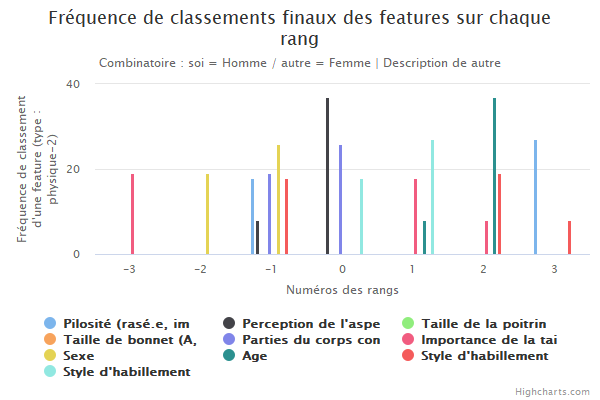 Fréquence de classements finaux des features sur chaque
rang
Combinatoire : soi = Homme / autre = Femme | Description de autre
Fréquence de classement
d'une feature (type :
physique-2)
40
20
0
-3
-2
-1
0
1
2
3
Numéros des rangs
Pilosité (rasé.e, im
Perception de l'aspe
Taille de la poitrin
Taille de bonnet (A,
Parties du corps con
Importance de la tai
Sexe
Age
Style d'habillement
Style d'habillement
Highcharts.com